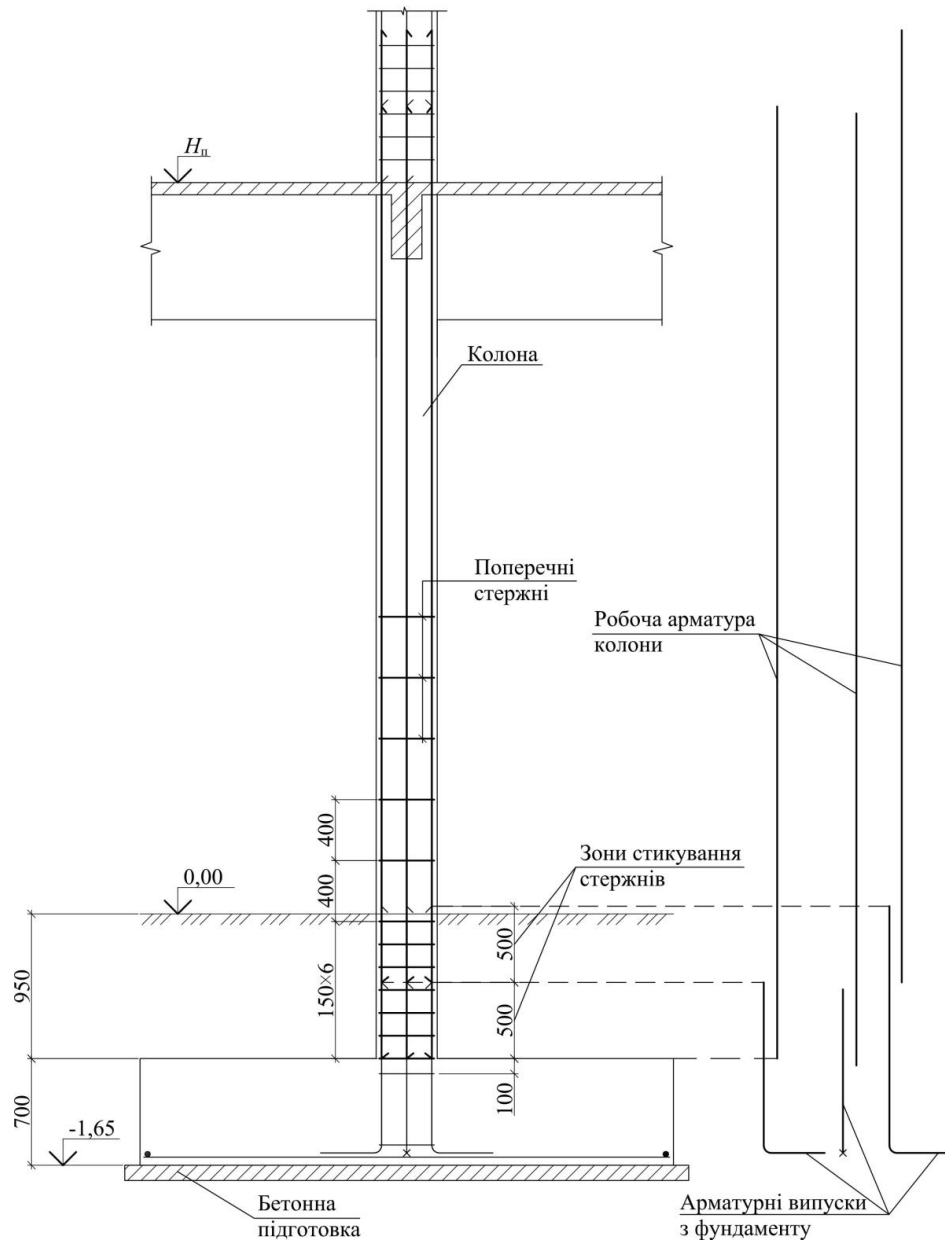 Hп
Колона
Поперечні
стержні
Робоча арматура
колони
400
400
Зони стикування
стержнів
0,00
500
950
150×6
500
100
700
-1,65
Бетонна
підготовка
Арматурні випуски
з фундаменту